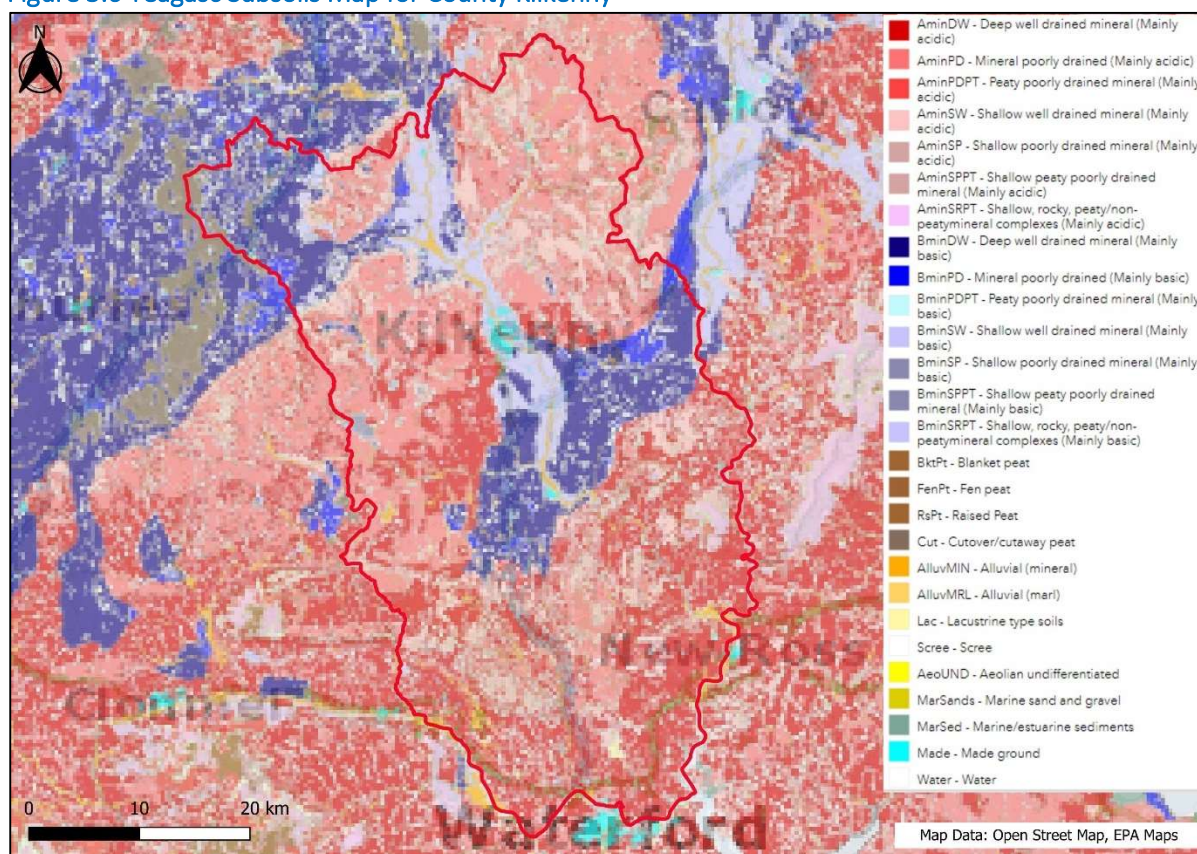 Figure 3.6 Teagasc Subsoils Map for County Kilkenny
N
Carlow
Kilkenny
New Ross
Clonmel
Waterford
0 10 20 km
AminDW - Deep well drained mineral (Mainly
acidic)
AminPD - Mineral poorly drained (Mainly acidic)
AminPDPT - Peaty poorly drained mineral (Mainly
acidic)
AminSW - Shallow well drained mineral (Mainly
acidic)
AminSP - Shallow poorly drained mineral (Mainly
acidic)
AminSPPT - Shallow peaty poorly drained
mineral (Mainly acidic)
AminSRPT - Shallow, rocky, peaty/non-
peatymineral complexes (Mainly acidic)
BminDW - Deep well drained mineral (Mainly
basic)
BminPD - Mineral poorly drained (Mainly basic)
BminPDPT - Peaty poorly drained mineral (Mainly
basic)
BminSW - Shallow well drained mineral (Mainly
basic)
BminSP - Shallow poorly drained mineral (Mainly
basic)
BminSPPT - Shallow peaty poorly drained
mineral (Mainly basic)
BminSRPT - Shallow, rocky, peaty/non-
peatymineral complexes (Mainly basic)
BktPt - Blanket peat
FenPt - Fen peat
RsPt - Raised Peat
Cut - Cutover/cutaway peat
AlluvMIN - Alluvial (mineral)
AlluvMRL - Alluvial (marl)
Lac - Lacustrine type soils
Scree - Scree
AeoUND - Aeolian undifferentiated
MarSands - Marine sand and gravel
MarSed - Marine/estuarine sediments
Made - Made ground
Water - Water
Map Data: Open Street Map, EPA Maps